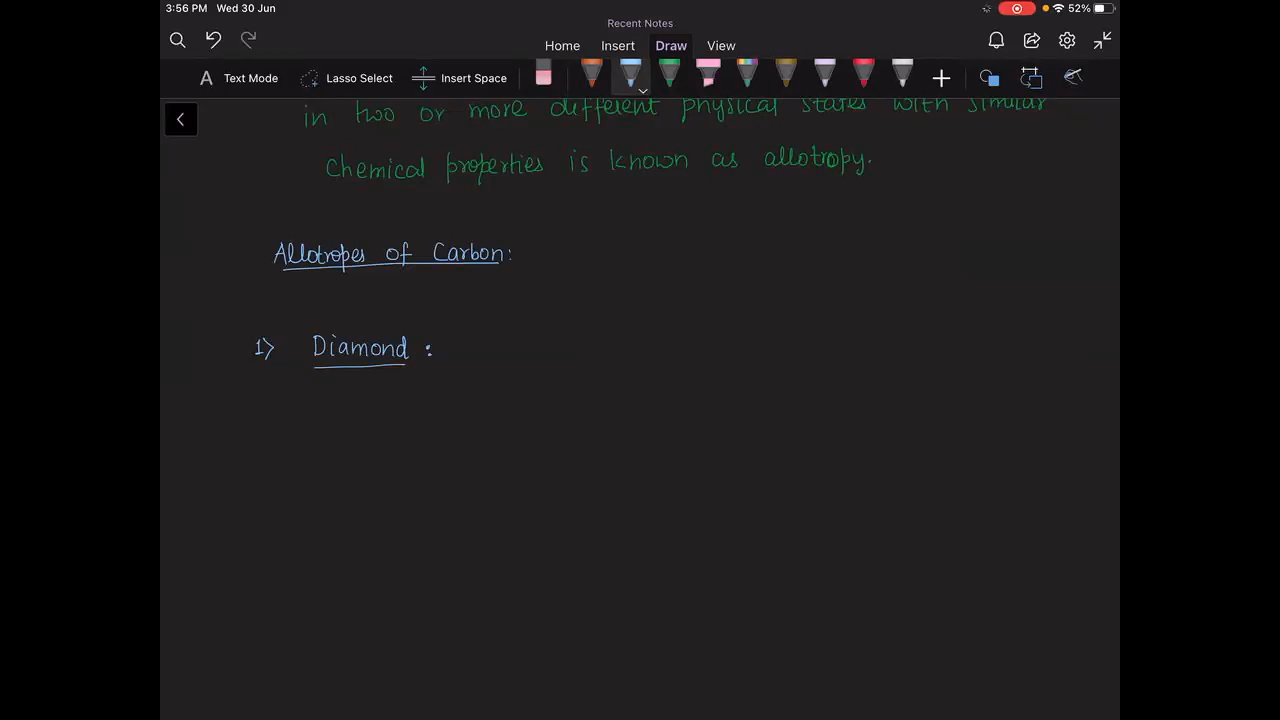 3:56 PM Wed 30 Jun
52%
Recent Notes
Home Insert Draw View
Text Mode Lasso Select Insert Space
in two or more different physical states with similar
chemical properties is known as allotropy.
Allotropes of Carbon:
1> Diamond :